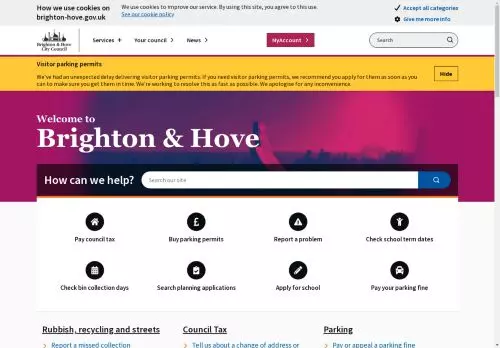 How we use cookies on
brighton-hove.gov.uk
We use cookies to improve our service. By using this site, you agree to this use.
See our cookie policy
Accept all categories
Give me more info
Brighton & Hove
City Council
Services +
Your council /
News /
MyAccount /
Search
Visitor parking permits
We've had an unexpected delay delivering visitor parking permits. If you need visitor parking permits, we recommend you apply for them as soon as you
can to make sure you get them in time. We're working to resolve this as fast as possible. We apologise for any inconvenience.
Hide
Welcome to
Brighton & Hove
How can we help?
Search our site
Pay council tax
Buy parking permits
Report a problem
Check school term dates
Check bin collection days
Search planning applications
Apply for school
Pay your parking fine
Rubbish, recycling and streets
Council Tax
Parking
Report a missed collection
Tell us about a change of address or
Pay or appeal a parking fine